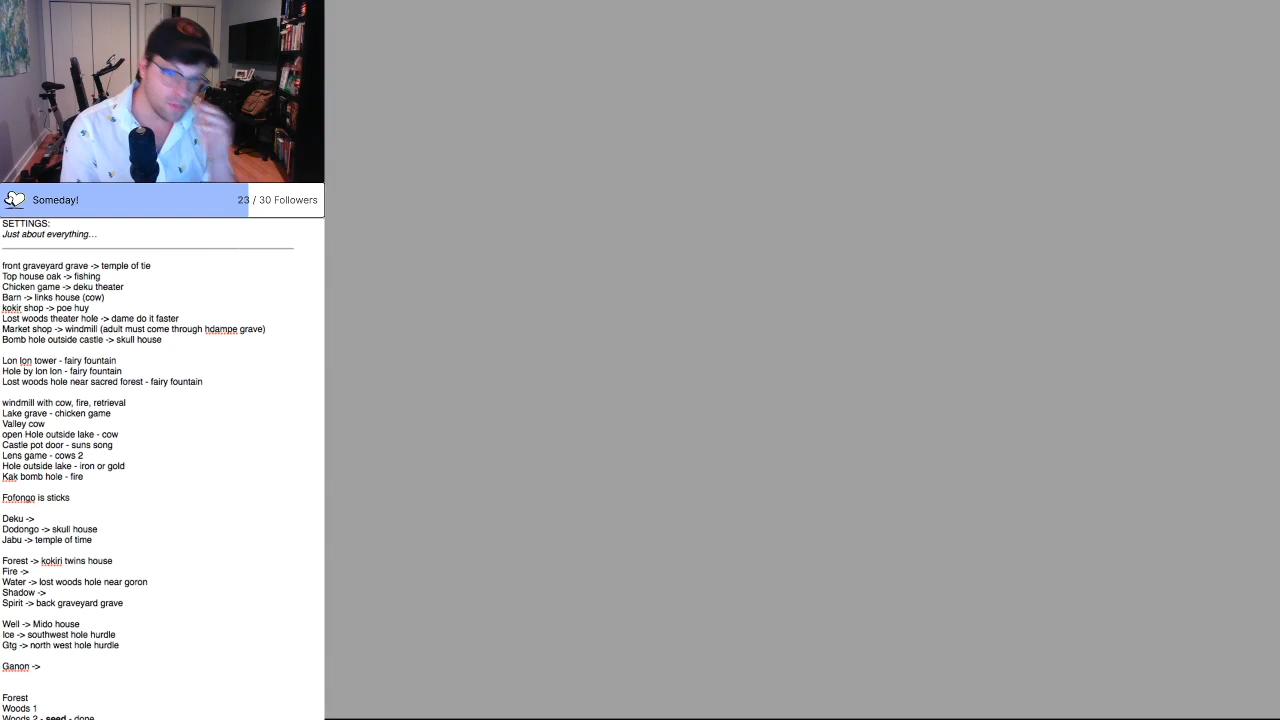 Someday!
23 / 30 Followers
SETTINGS:
Just about everything...
front graveyard grave -> temple of tie
Top house oak -> fishing
Chicken game -> deku theater
Barn -> links house (cow)
kokir shop -> poe huy
Lost woods theater hole -> dame do it faster
Market shop -> windmill (adult must come through hdampe grave)
Bomb hole outside castle -> skull house
Lon lon tower - fairy fountain
Hole by lon lon - fairy fountain
Lost woods hole near sacred forest - fairy fountain
windmill with cow, fire, retrieval
Lake grave - chicken game
Valley cow
open Hole outside lake - cow
Castle pot door - suns song
Lens game - cows 2
Hole outside lake - iron or gold
Kak bomb hole - fire
Fofongo is sticks
Deku ->
Dodongo -> skull house
Jabu -> temple of time
Forest -> kokiri twins house
Fire ->
Water -> lost woods hole near goron
Shadow ->
Spirit -> back graveyard grave
Well -> Mido house
Ice -> southwest hole hurdle
Gtg -> north west hole hurdle
Ganon ->
Forest
Woods 1
Woods 2 - seed - done